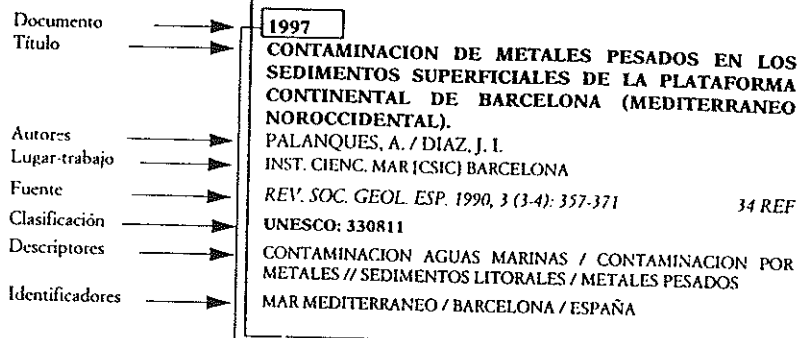 Documento
1997
Título
CONTAMINACION DE METALES PESADOS EN LOS
SEDIMENTOS SUPERFICIALES DE LA PLATAFORMA
CONTINENTAL DE BARCELONA (MEDITERRANEO
NOROCCIDENTAL).
Autores
PALANQUES, A. / DIAZ, J. I.
Lugar-trabajo
INST. CIENC. MAR [CSIC] BARCELONA
Fuente
REV. SOC. GEOL. ESP. 1990, 3 (3-4): 357-371 34 REF
Clasificación
UNESCO: 330811
Descriptores
CONTAMINACION AGUAS MARINAS / CONTAMINACION POR
METALES // SEDIMENTOS LITORALES / METALES PESADOS
Identificadores
MAR MEDITERRANEO / BARCELONA / ESPAÑA